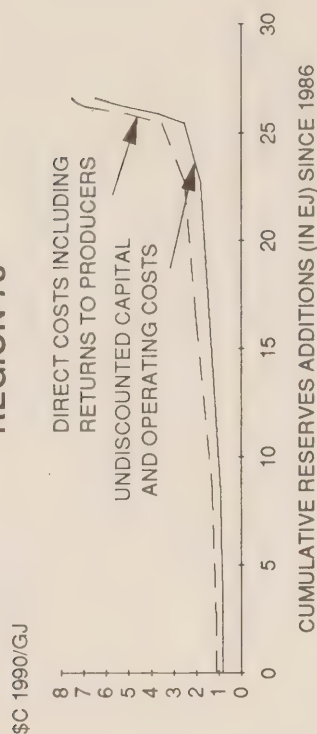 REGION
$C 1990/GJ
DIRECT COSTS INCLUDING
RETURNS TO PRODUCERS
UNDISCOUNTED CAPITAL
AND OPERATING COSTS
8
7
6
5
4
3
2
1
0
0 5 10 15 20 25 30
CUMULATIVE RESERVES ADDITIONS (IN EJ) SINCE 1986